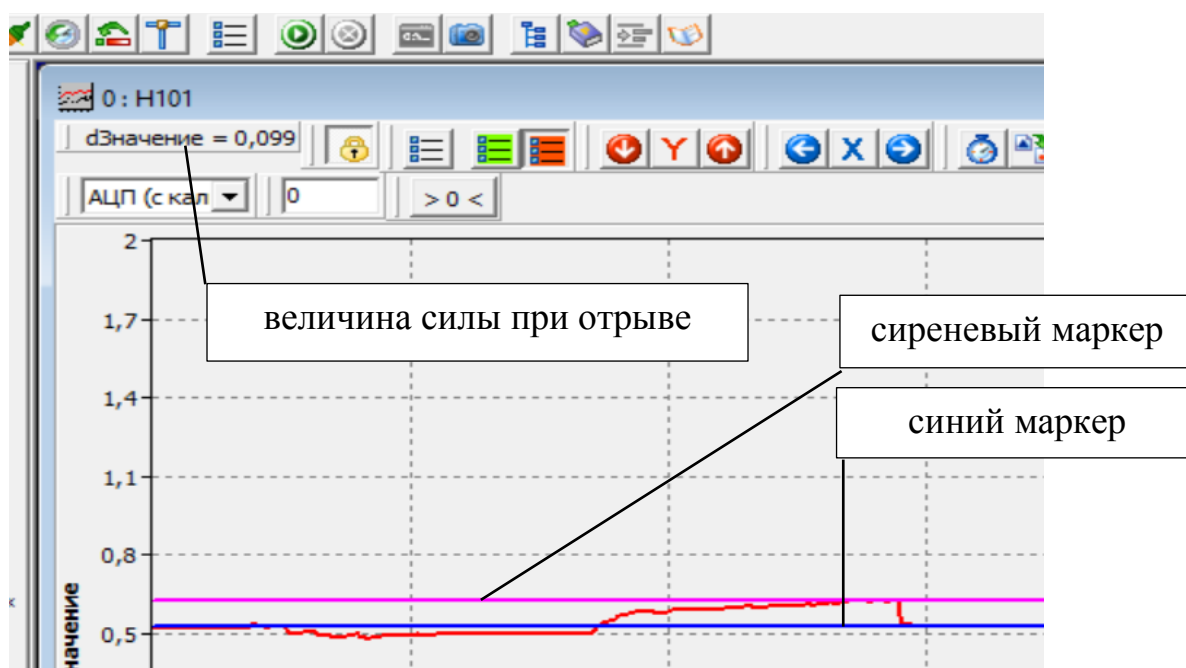 0 : H101
dЗначение = 0,099
Y
X
АЦП (с кал
0
> 0 <
2
величина силы при отрыве
1,7
сиреневый маркер
1,4
синий маркер
1,1
0,8
0,5
начение